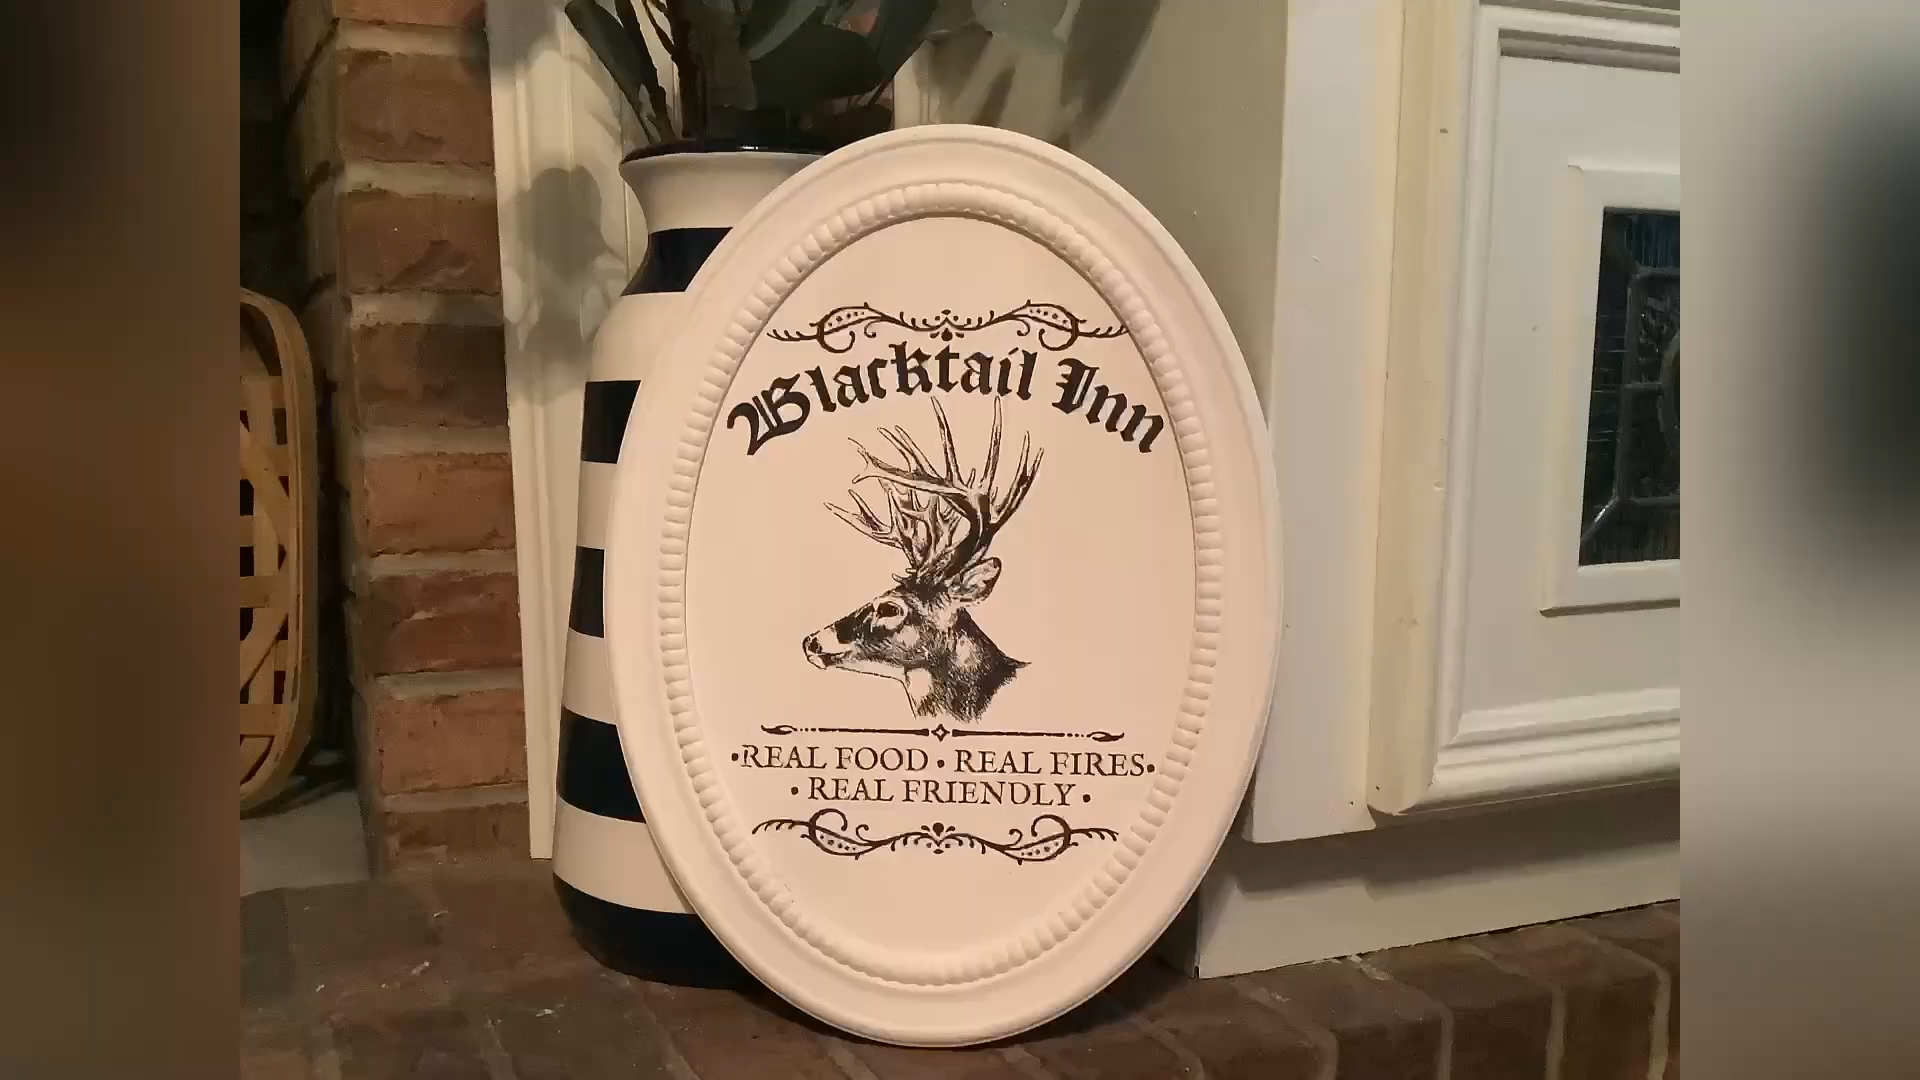 Blacktail Inn
•REAL FOOD • REAL FIRES•
• REAL FRIENDLY •